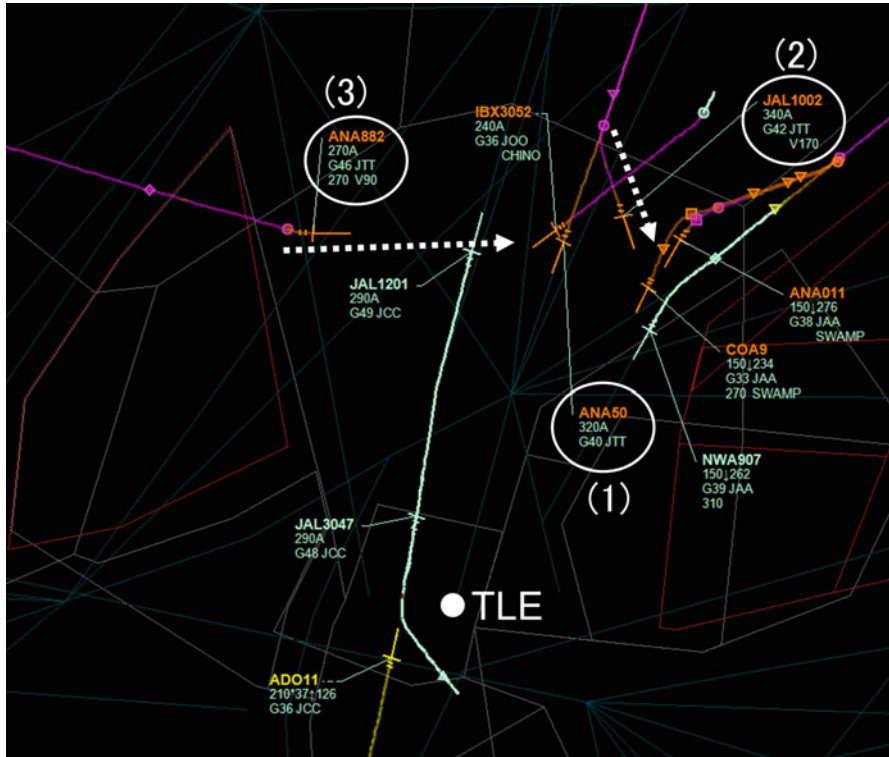 (3)
ANA882
270A
G46 JTT
270 V90
IBX3052
240A
G36 JOO
CHINO
(2)
JAL1002
340A
G42 JTT
V170
JAL1201
290A
G49 JCC
ANA011
150↓276
G38 JAA
SWAMP
COA9
150↓234
G33 JAA
270 SWAMP
ANA50
320A
G40 JTT
(1)
NWA907
150↓262
G39 JAA
310
JAL3047
290A
G48 JCC
TLE
ADO11
210*37↑126
G36 JCC